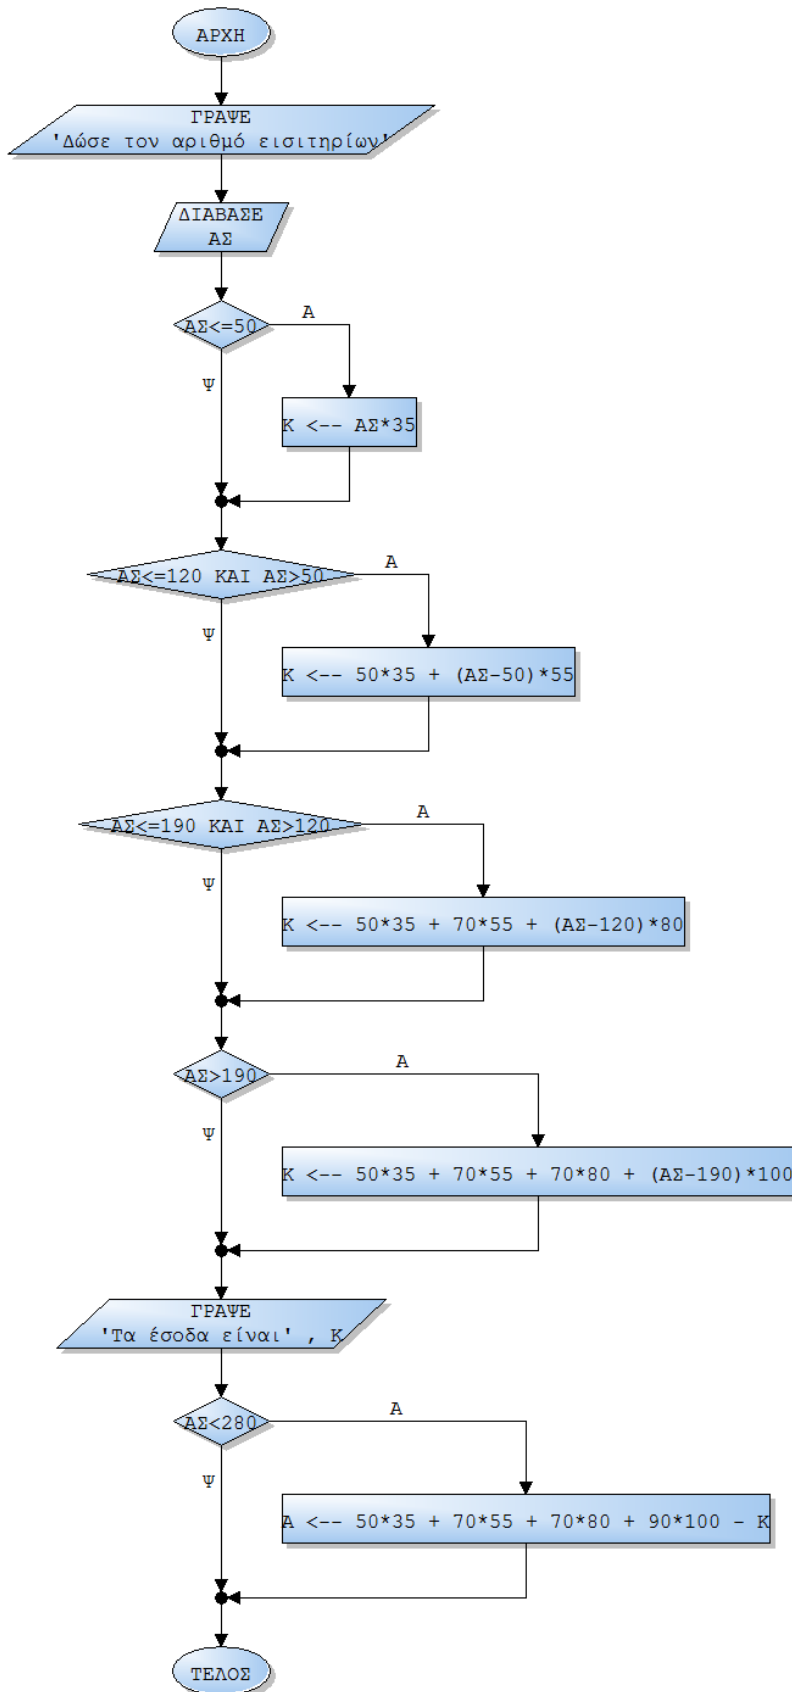 ΑΡΧΗ
ΓΡΑΨΕ
'Δώσε τον αριθμό εισιτηρίων'
ΔΙΑΒΑΣΕ
ΑΣ
ΑΣ<=50
Α
Ψ
Κ <-- ΑΣ*35
ΑΣ<=120 ΚΑΙ ΑΣ>50
Α
Ψ
Κ <-- 50*35 + (ΑΣ-50)*55
ΑΣ<=190 ΚΑΙ ΑΣ>120
Α
Ψ
Κ <-- 50*35 + 70*55 + (ΑΣ-120)*80
ΑΣ>190
Α
Ψ
Κ <-- 50*35 + 70*55 + 70*80 + (ΑΣ-190)*100
ΓΡΑΨΕ
'Τα έσοδα είναι' , Κ
ΑΣ<280
Α
Ψ
Α <-- 50*35 + 70*55 + 70*80 + 90*100 - Κ
ΤΕΛΟΣ